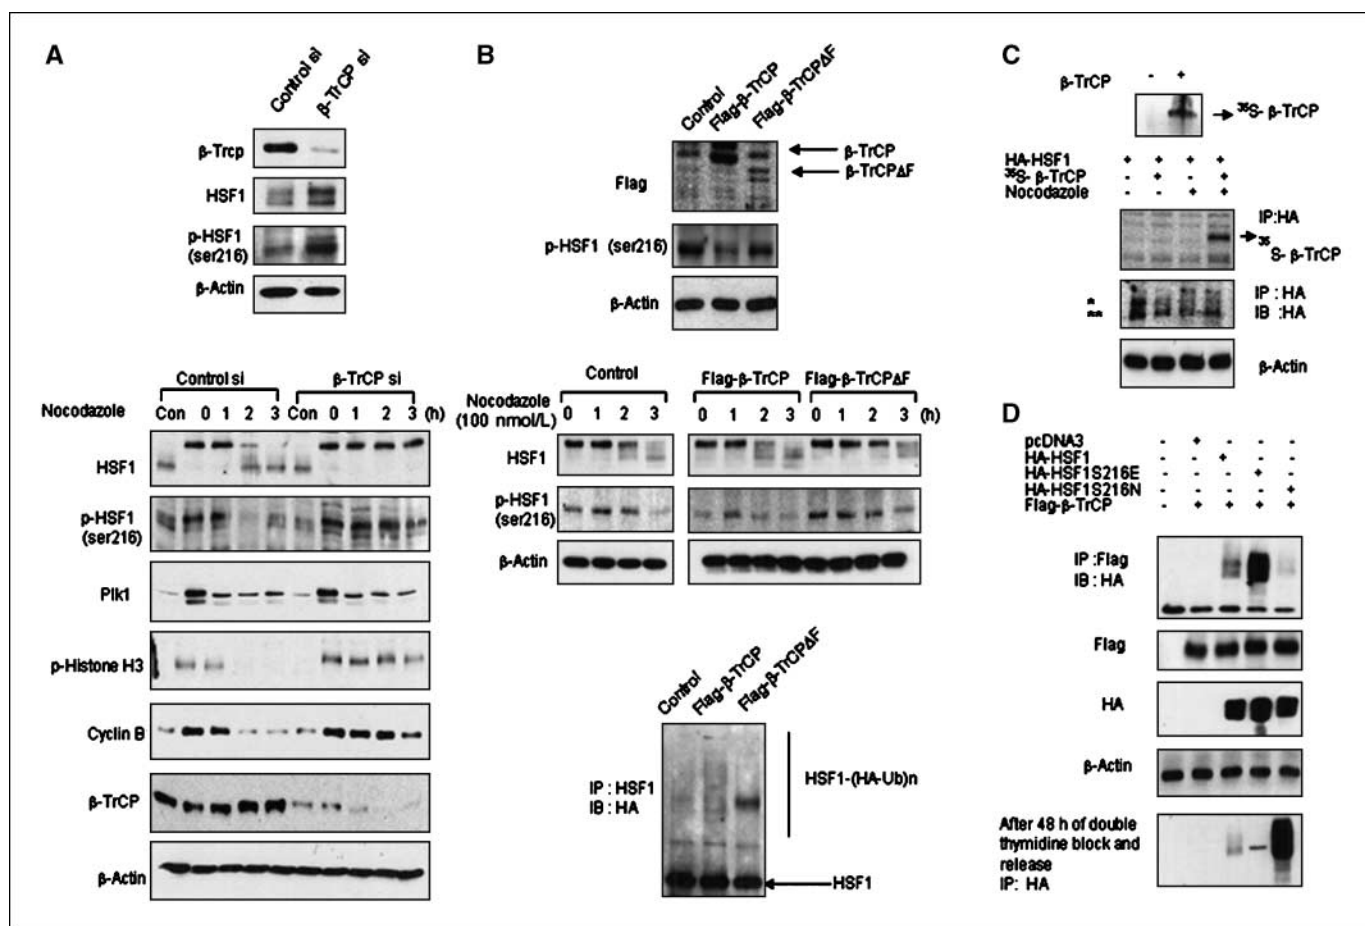 A
Control si
β-TrCP si
β-Trcp
HSF1
p-HSF1
(ser216)
β-Actin
Control si
β-TrCP si
Nocodazole Con 0 1 2 3 Con 0 1 2 3 (h)
HSF1
p-HSF1
(ser216)
Plk1
p-Histone H3
Cyclin B
β-TrCP
β-Actin
B
Control
Flag-β-TrCP
Flag-β-TrCPΔF
β-TrCP
β-TrCPΔF
Flag
p-HSF1 (ser216)
β-Actin
Control
Flag-β-TrCP
Flag-β-TrCPΔF
Nocodazole
(100 nmol/L) 0 1 2 3 0 1 2 3 0 1 2 3 (h)
HSF1
p-HSF1
(ser216)
β-Actin
Control
Flag-β-TrCP
Flag-β-TrCPΔF
IP : HSF1
IB : HA
HSF1-(HA-Ub)n
HSF1
C
β-TrCP - +
35S- β-TrCP
HA-HSF1 + + + +
35S- β-TrCP - + - +
Nocodazole - - + +
IP:HA
35
S- β-TrCP
*
**
IP : HA
IB : HA
β-Actin
D
pcDNA3 - + - - -
HA-HSF1 - - + - -
HA-HSF1S216E - - - + -
HA-HSF1S216N - - - - +
Flag-β-TrCP - + + + +
IP :Flag
IB : HA
Flag
HA
β-Actin
After 48 h of double
thymidine block and
release
IP: HA